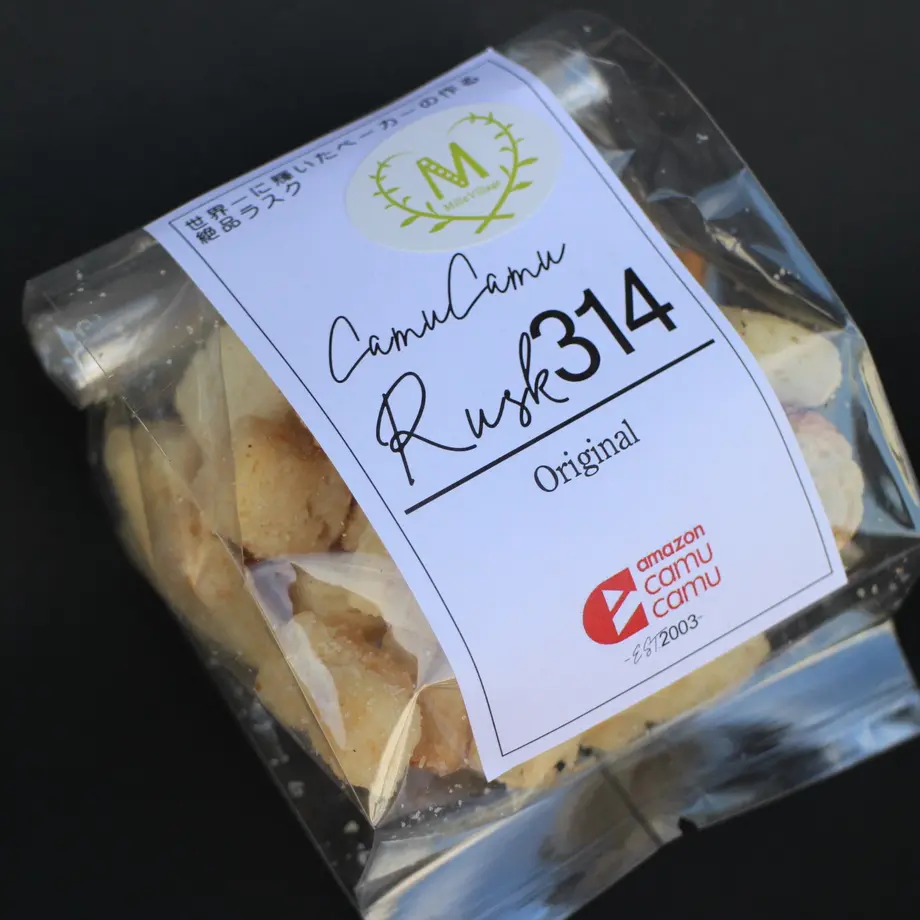 世界一に輝いたベーカーの作る
絶品ラスク
M
MilleVillage
CamuCamu
Rusk314
Original
amazon
camu
camu
-EST2003-